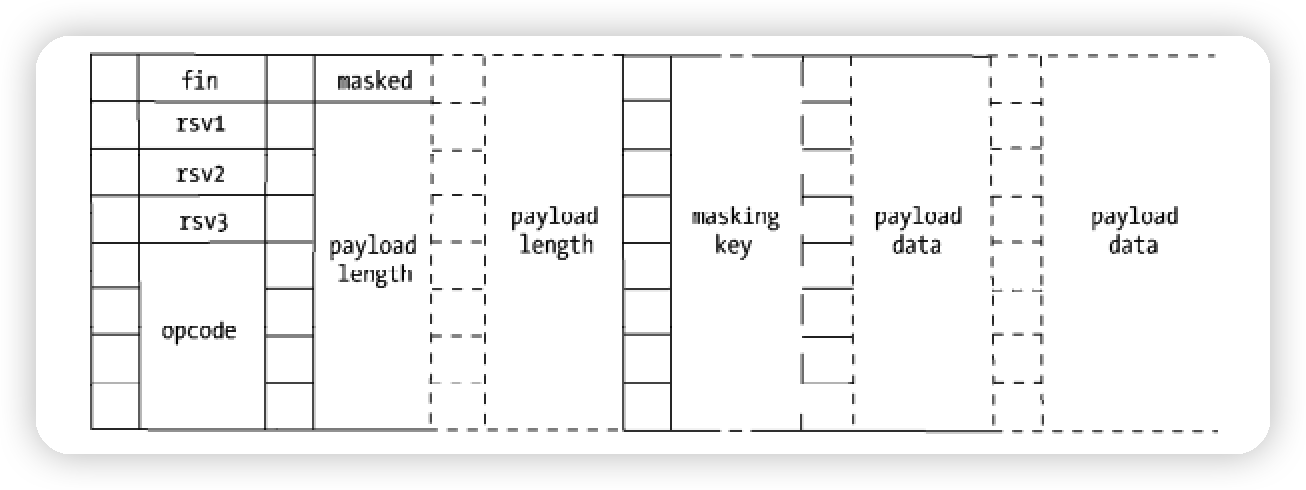 fin
rsv1
rsv2
rsv3
opcode
masked
payload
length
payload
length
masking
key
payload
data
payload
data